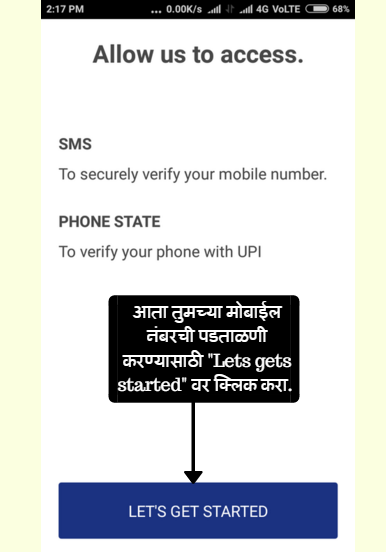 2:17 PM ... 0.00K/s 4G VoLTE 68%
Allow us to access.
SMS
To securely verify your mobile number.
PHONE STATE
To verify your phone with UPI
आता तुमच्या मोबाईल
नंबरची पडताळणी
करण्यासाठी "Lets gets
started" वर क्लिक करा.
LET'S GET STARTED